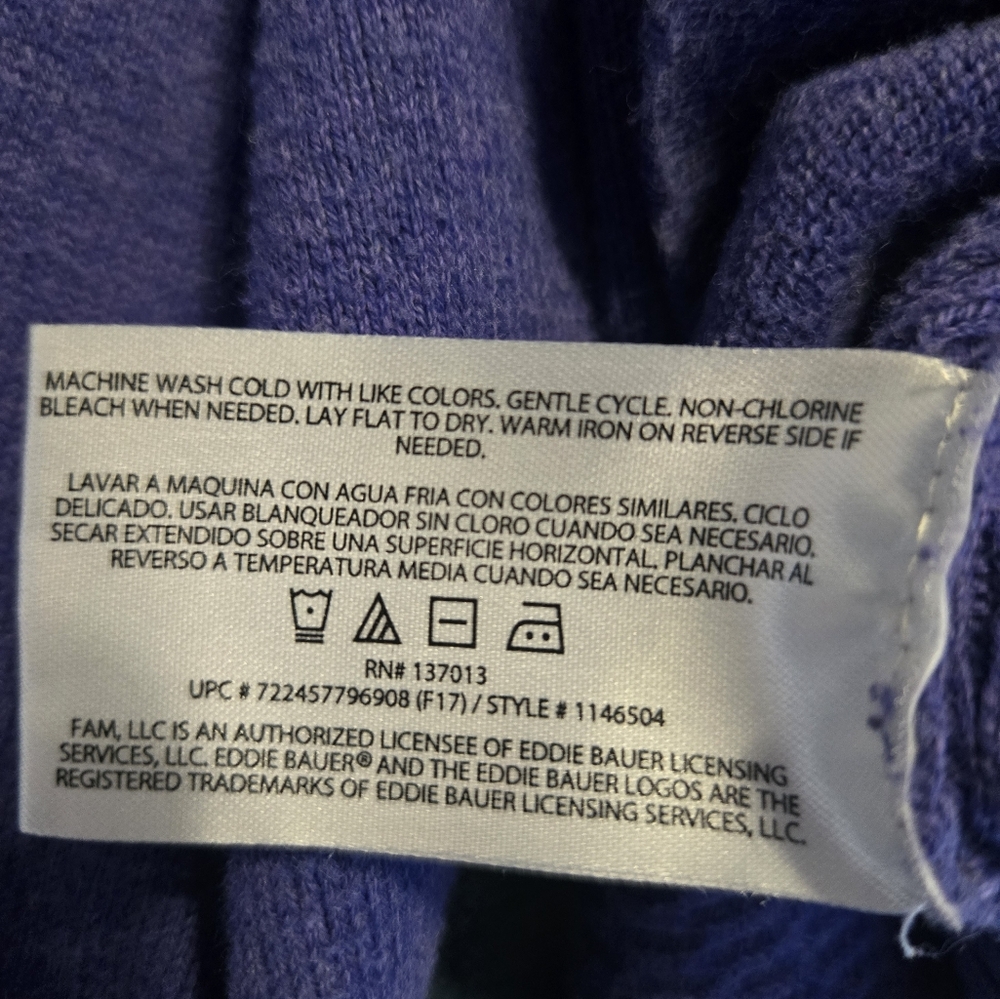 MACHINE WASH COLD WITH LIKE COLORS. GENTLE CYCLE. NON-CHLORINE
BLEACH WHEN NEEDED. LAY FLAT TO DRY. WARM IRON ON REVERSE SIDE IF
NEEDED.
LAVAR A MAQUINA CON AGUA FRIA CON COLORES SIMILARES. CICLO
DELICADO. USAR BLANQUEADOR SIN CLORO CUANDO SEA NECESARIO.
SECAR EXTENDIDO SOBRE UNA SUPERFICIE HORIZONTAL. PLANCHAR AL
REVERSO A TEMPERATURA MEDIA CUANDO SEA NECESARIO.
RN# 137013
UPC # 722457796908 (F17) / STYLE # 1146504
FAM, LLC IS AN AUTHORIZED LICENSEE OF EDDIE BAUER LICENSING
SERVICES, LLC. EDDIE BAUER® AND THE EDDIE BAUER LOGOS ARE THE
REGISTERED TRADEMARKS OF EDDIE BAUER LICENSING SERVICES, LLC.